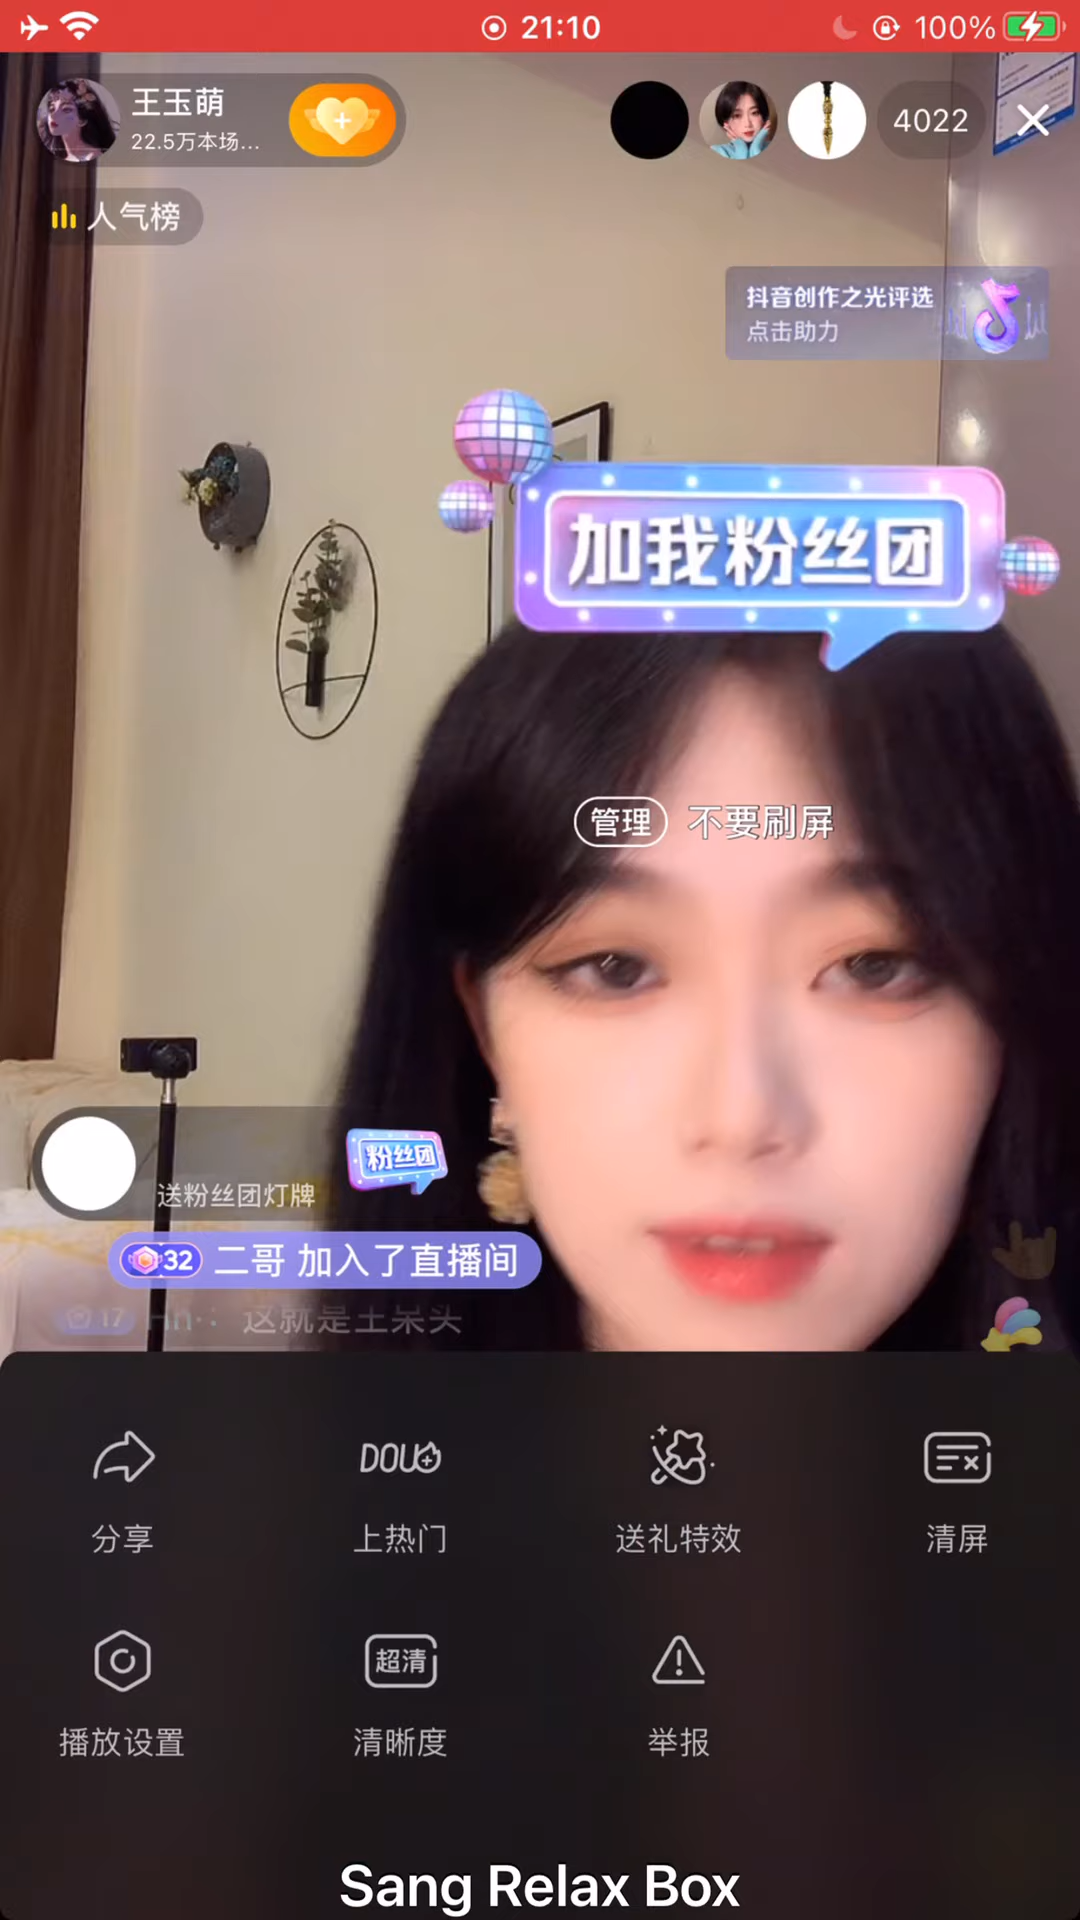 21:10
100%
王玉萌
22.5万本场...
4022
人气榜
抖音创作之光评选
点击助力
加我粉丝团
管理 不要刷屏
粉丝团
送粉丝团灯牌
32 二哥 加入了直播间
17 Hn··: 这就是王呆头
DOU+
分享
上热门
送礼特效
清屏
超清
播放设置
清晰度
举报
Sang Relax Box